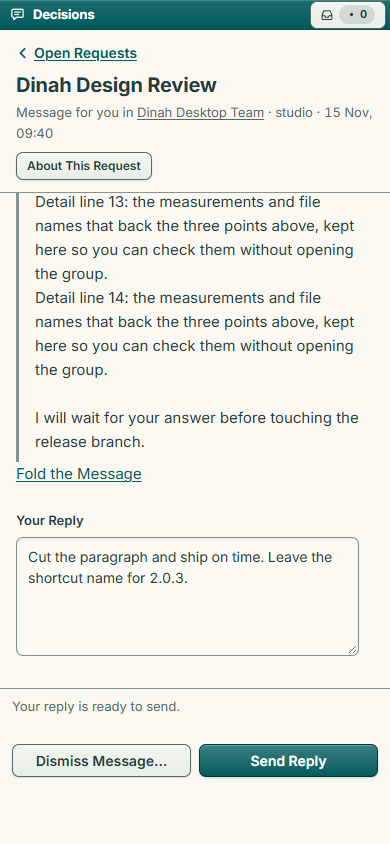 Decisions
• 0
Open Requests
Dinah Design Review
Message for you in Dinah Desktop Team · studio · 15 Nov,
09:40
About This Request
Detail line 13: the measurements and file
names that back the three points above, kept
here so you can check them without opening
the group.
Detail line 14: the measurements and file
names that back the three points above, kept
here so you can check them without opening
the group.
I will wait for your answer before touching the
release branch.
Fold the Message
Your Reply
Cut the paragraph and ship on time. Leave the
shortcut name for 2.0.3.
Your reply is ready to send.
Dismiss Message...
Send Reply